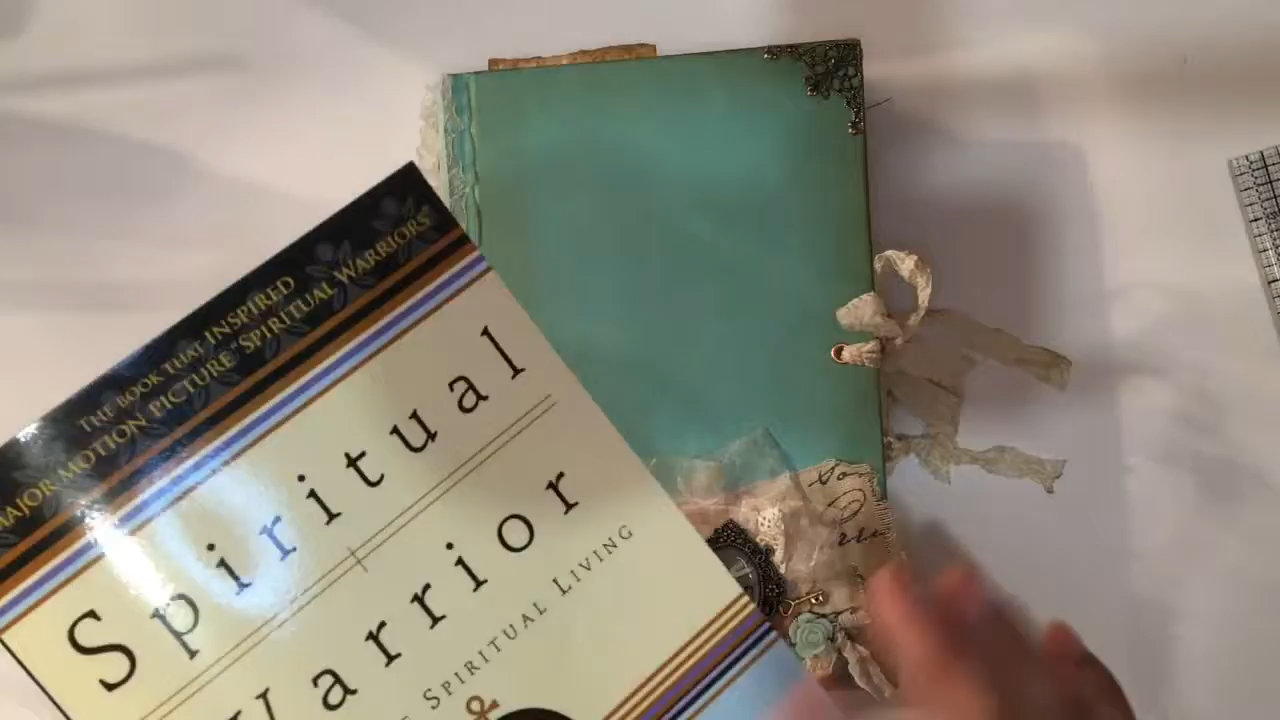 THE BOOK THAT INSPIRED
MAJOR MOTION PICTURE "SPIRITUAL WARRIORS"
Spiritual
Warrior
SPIRITUAL LIVING